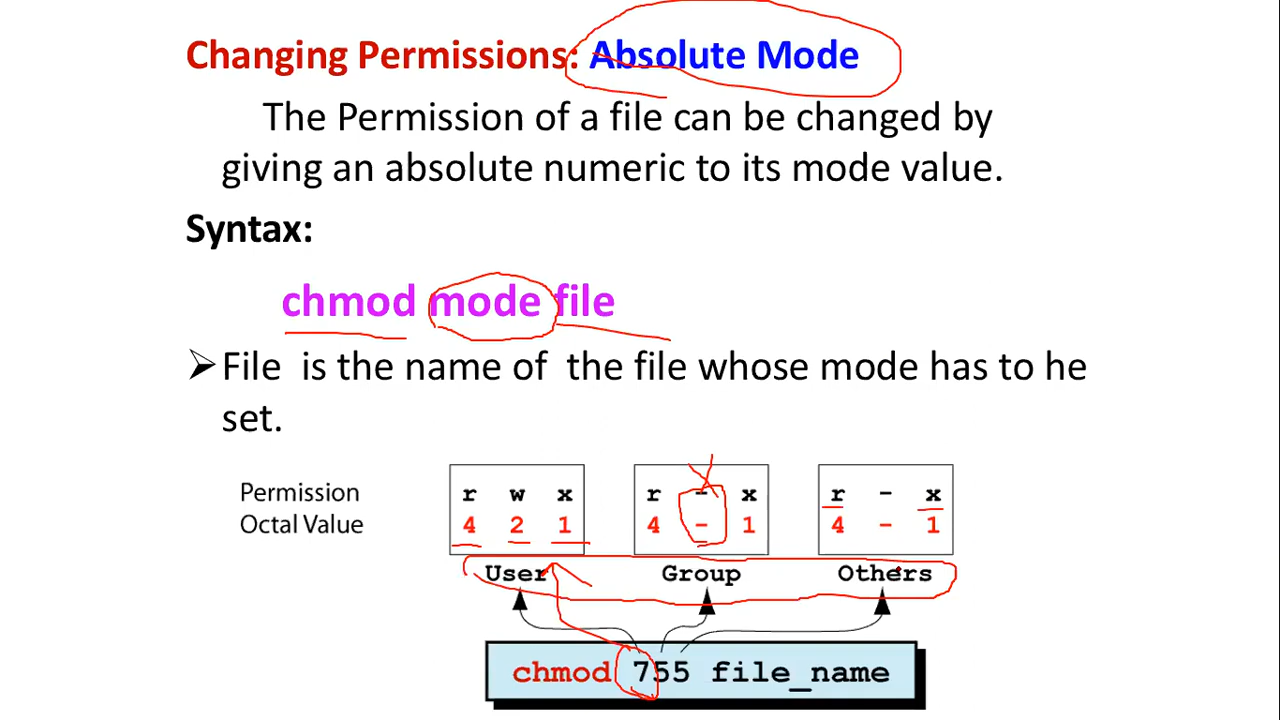 Changing Permissions: Absolute Mode
The Permission of a file can be changed by
giving an absolute numeric to its mode value.
Syntax:
chmod mode file
File is the name of the file whose mode has to he
set.
Permission r w x r - x r - x
Octal Value 4 2 1 4 - 1 4 - 1
User Group Others
chmod 755 file_name